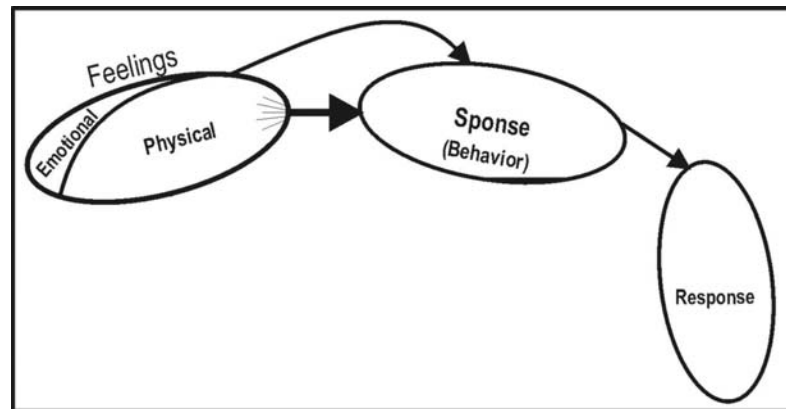 Feelings
Emotional
Physical
Sponse
(Behavior)
Response